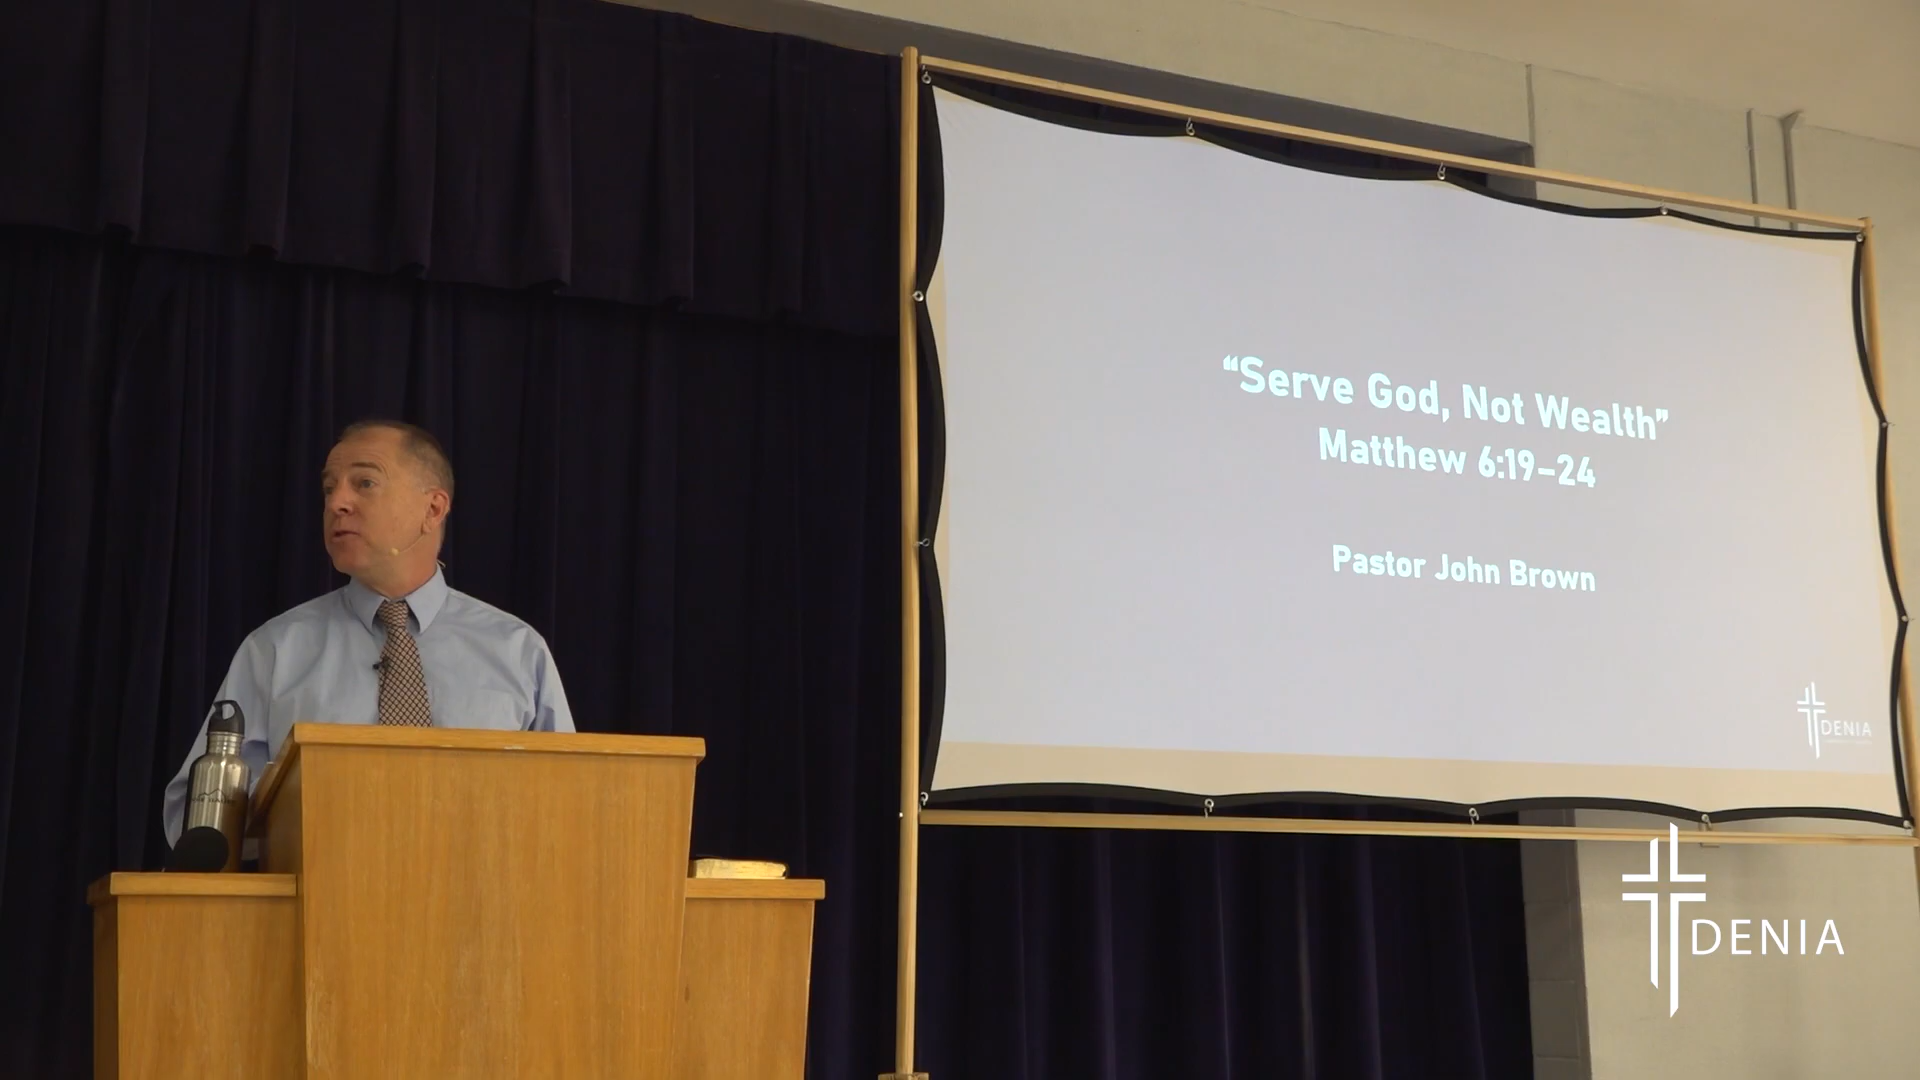 “Serve God, Not Wealth”
Matthew 6:19–24
Pastor John Brown
DENIA
DENIA